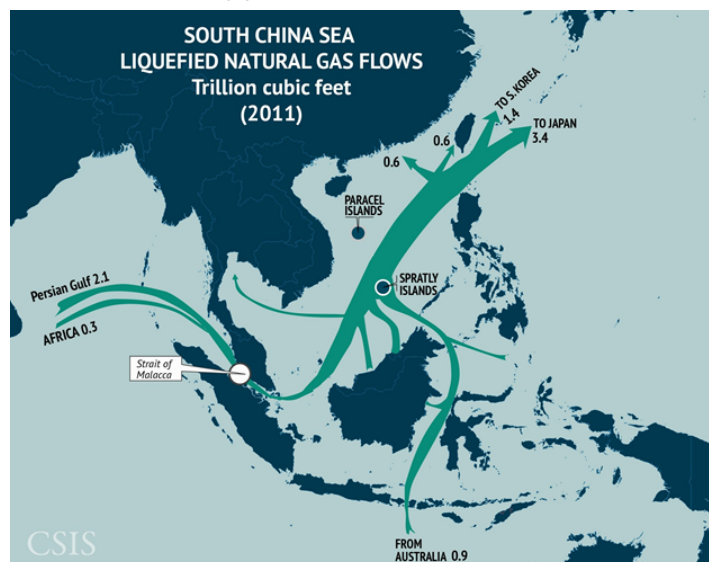 SOUTH CHINA SEA
LIQUEFIED NATURAL GAS FLOWS
Trillion cubic feet
(2011)
TO S. KOREA
1.4
TO JAPAN
3.4
0.6
0.6
PARACEL
ISLANDS
SPRATLY
ISLANDS
Persian Gulf 2.1
AFRICA 0.3
Strait of
Malacca
FROM
AUSTRALIA 0.9
CSIS